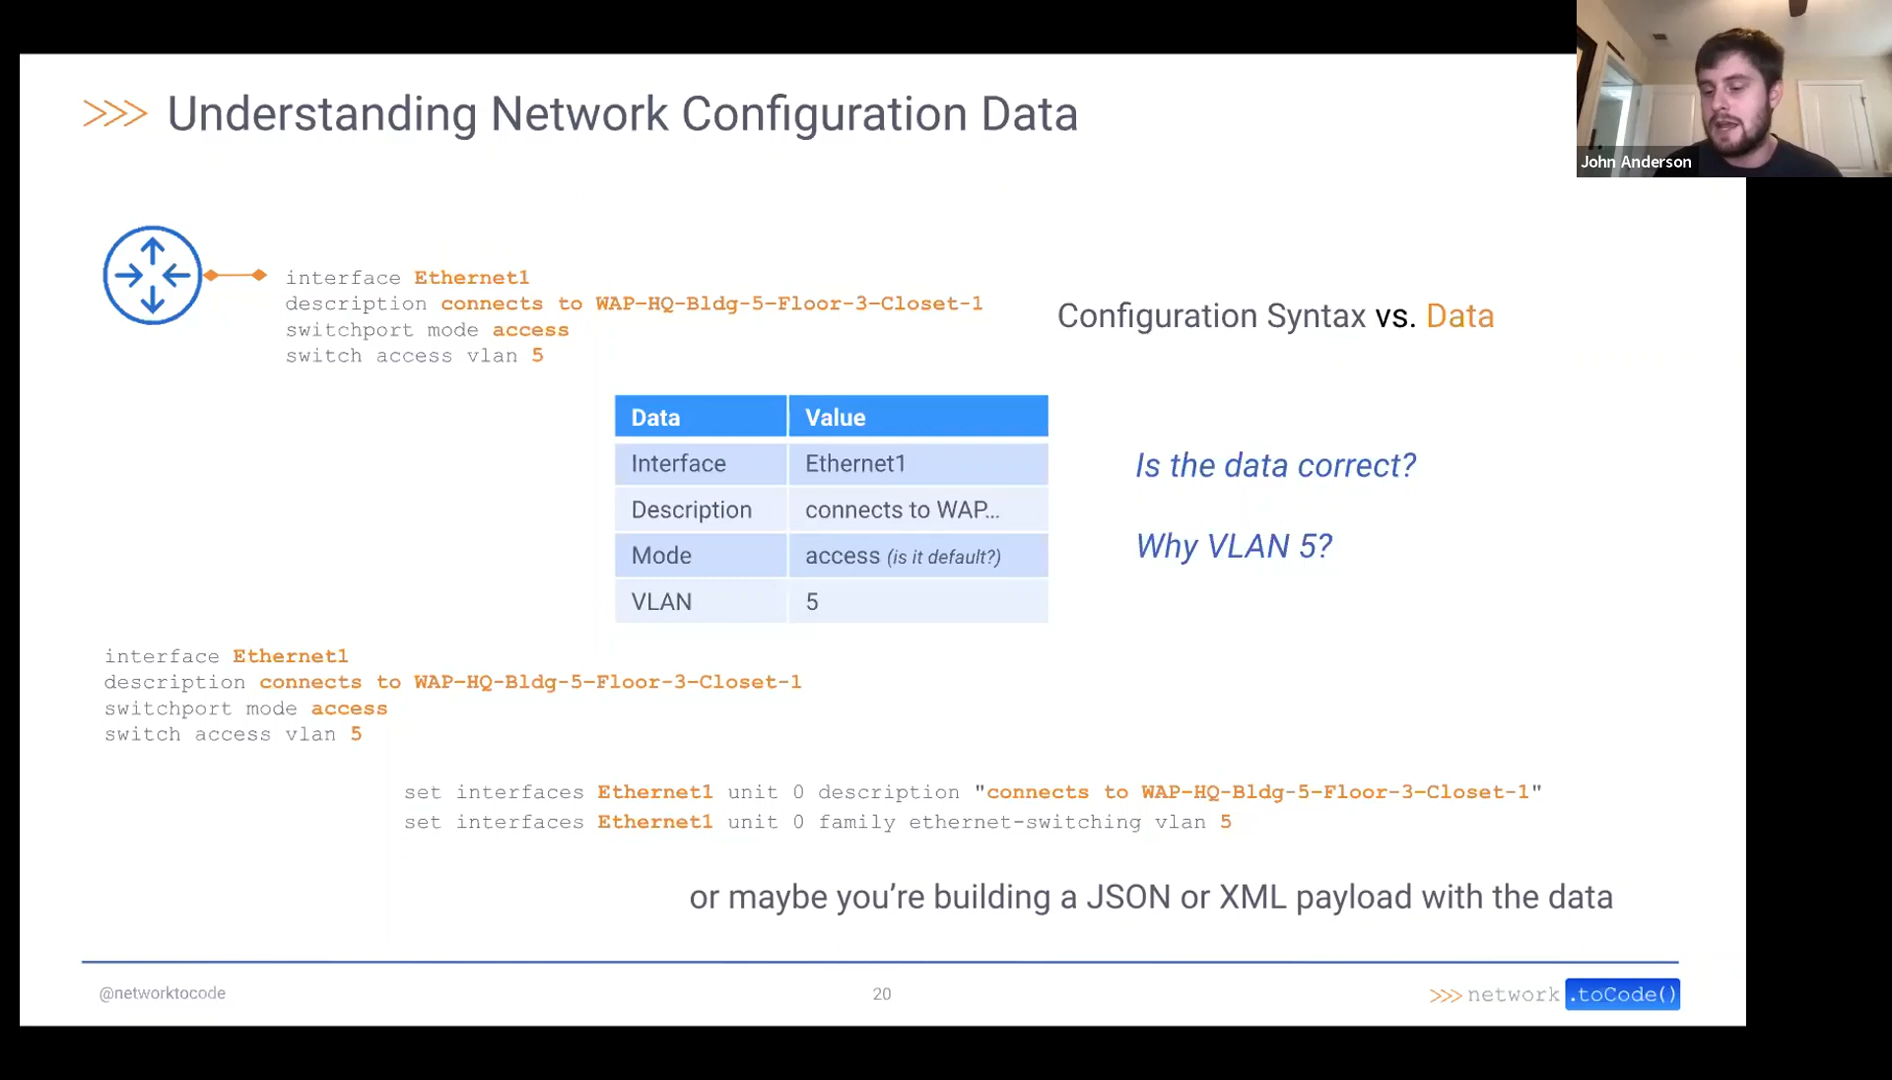 Understanding Network Configuration Data
John Anderson
interface Ethernet1
description connects to WAP-HQ-Bldg-5-Floor-3-Closet-1
switchport mode access
switch access vlan 5
Configuration Syntax vs. Data
Data Value
Interface Ethernet1
Description connects to WAP...
Mode access (is it default?)
VLAN 5
Is the data correct?
Why VLAN 5?
interface Ethernet1
description connects to WAP-HQ-Bldg-5-Floor-3-Closet-1
switchport mode access
switch access vlan 5
set interfaces Ethernet1 unit 0 description "connects to WAP-HQ-Bldg-5-Floor-3-Closet-1"
set interfaces Ethernet1 unit 0 family ethernet-switching vlan 5
or maybe you're building a JSON or XML payload with the data
@networktocode
20
>>> network .toCode()